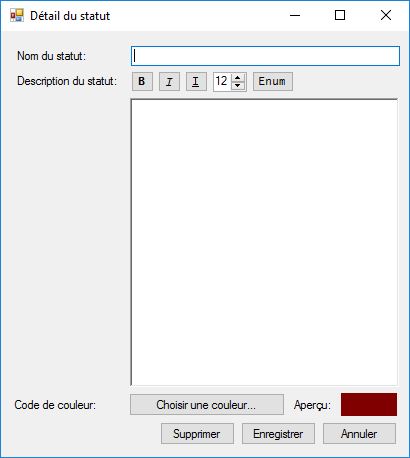 Détail du statut
Nom du statut:
Description du statut: B I I 12 Enum
Code de couleur: Choisir une couleur... Aperçu:
Supprimer Enregistrer Annuler